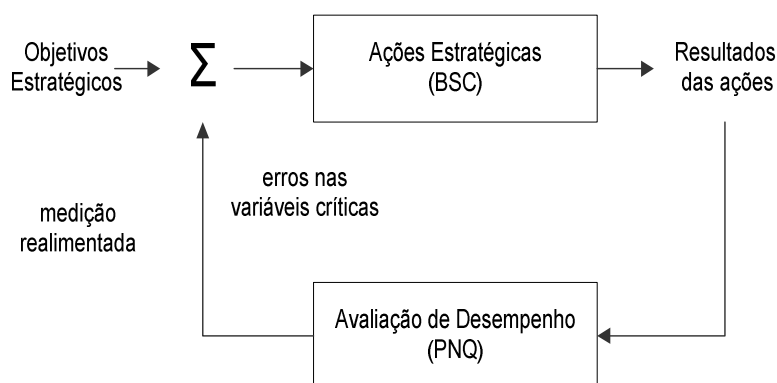 Objetivos
Estratégicos
Σ
Ações Estratégicas
(BSC)
Resultados
das ações
erros nas
variáveis críticas
medição
realimentada
Avaliação de Desempenho
(PNQ)